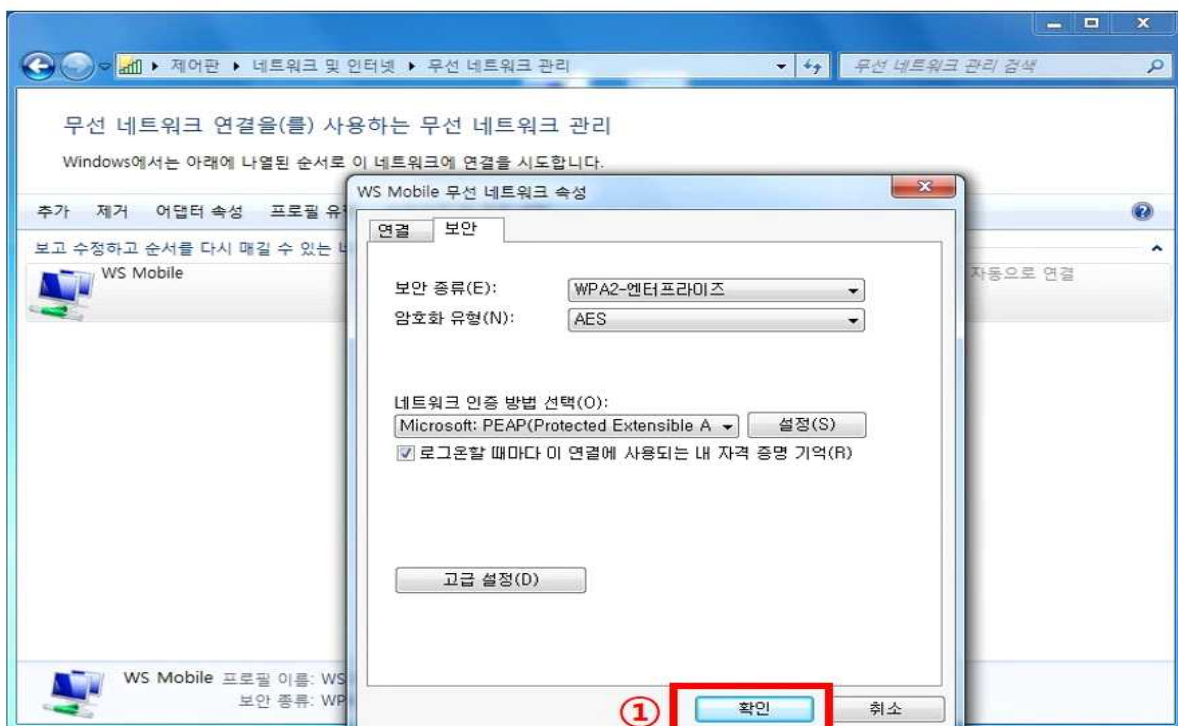 제어판 ▶ 네트워크 및 인터넷 ▶ 무선 네트워크 관리
무선 네트워크 관리 검색
무선 네트워크 연결을(를) 사용하는 무선 네트워크 관리
Windows에서는 아래에 나열된 순서로 이 네트워크에 연결을 시도합니다.
추가 제거 어댑터 속성 프로필 유
보고 수정하고 순서를 다시 매길 수 있는
WS Mobile
자동으로 연결
WS Mobile 무선 네트워크 속성
연결 보안
보안 종류(E): WPA2-엔터프라이즈
암호화 유형(N): AES
네트워크 인증 방법 선택(O):
Microsoft: PEAP(Protected Extensible A 설정(S)
로그온할 때마다 이 연결에 사용되는 내 자격 증명 기억(R)
고급 설정(D)
① 확인 취소
WS Mobile 프로필 이름: WS
보안 종류: WP